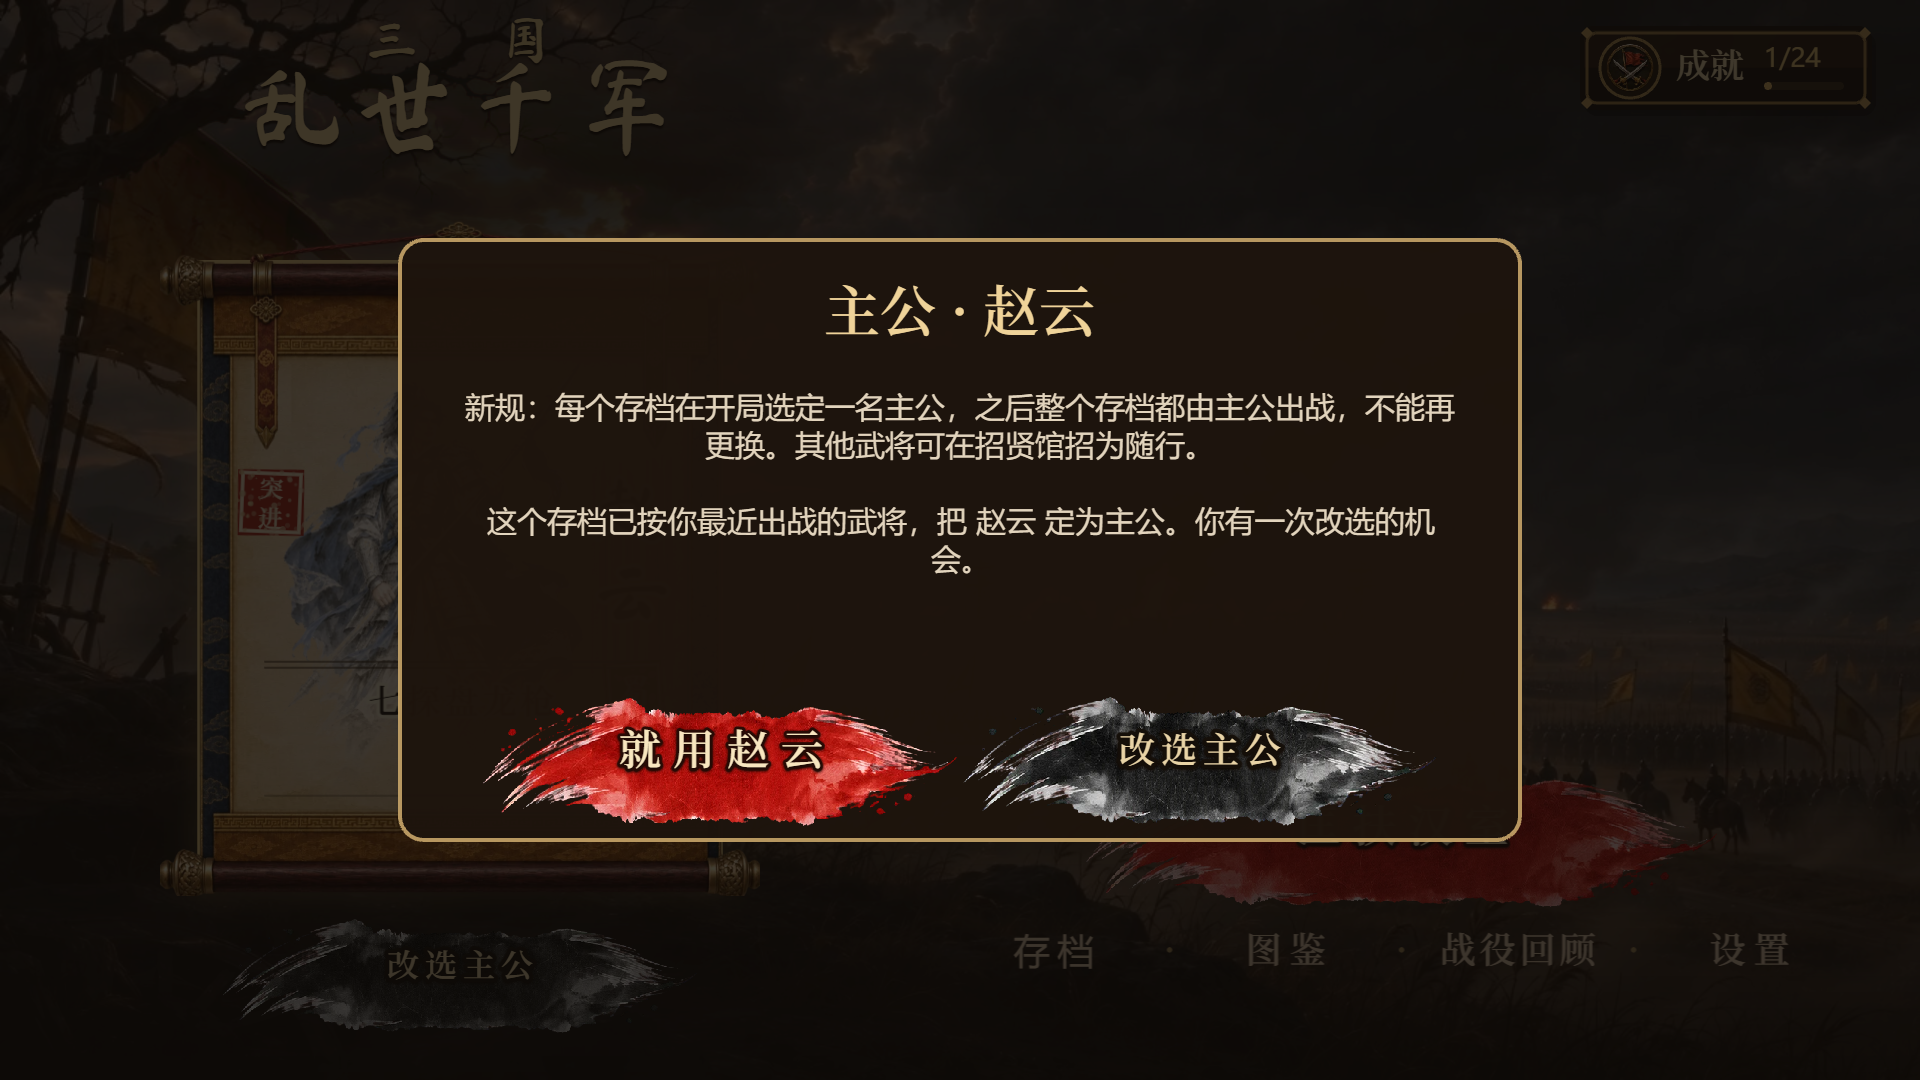 三国
乱世千军
成就 1/24
主公 · 赵云
新规：每个存档在开局选定一名主公，之后整个存档都由主公出战，不能再
更换。其他武将可在招贤馆招为随行。
这个存档已按你最近出战的武将，把 赵云 定为主公。你有一次改选的机
会。
突进
七
就用赵云
改选主公
改选主公
存档 · 图鉴 · 战役回顾 · 设置